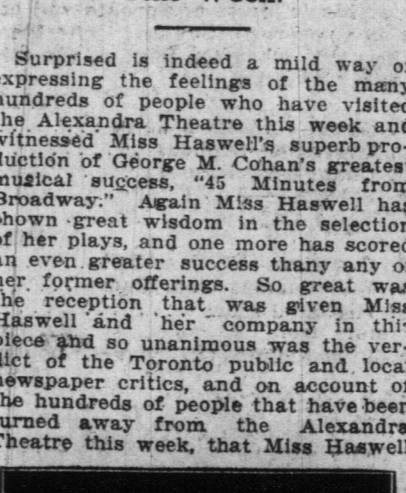 Surprised is indeed a mild way o
expressing the feelings of the many
hundreds of people who have visited
the Alexandra Theatre this week and
witnessed Miss Haswell's superb pro-
duction of George M. Cohan's greates
musical success, "45 Minutes from
Broadway." Again Miss Haswell has
shown great wisdom in the selection
of her plays, and one more has scored
an even greater success thany any o
her former offerings. So great was
the reception that was given Miss
Haswell and her company in this
piece and so unanimous was the ver-
dict of the Toronto public and loca
newspaper critics, and on account of
the hundreds of people that have been
turned away from the Alexandra
Theatre this week, that Miss Haswell